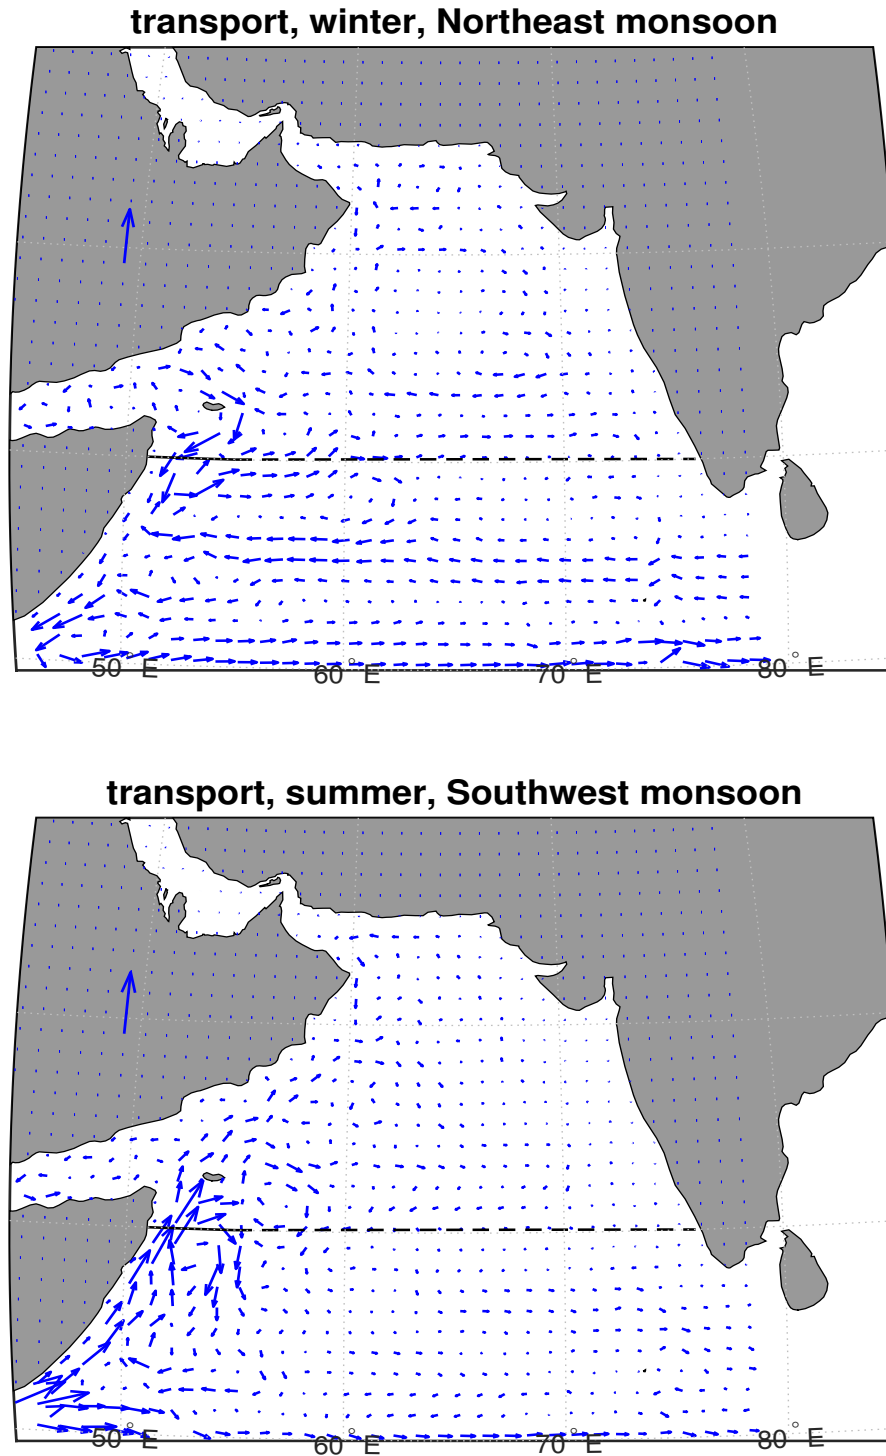 transport, winter, Northeast monsoon
50°E 60°E 70°E 80°E
transport, summer, Southwest monsoon
50°E 60°E 70°E 80°E